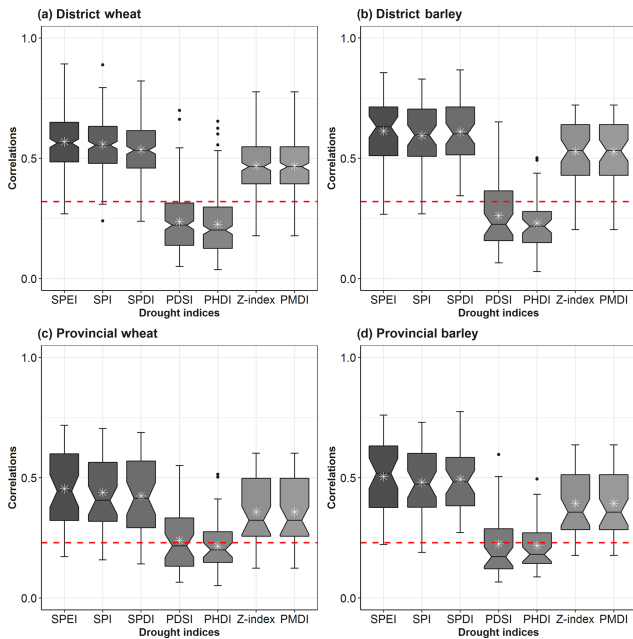 (a) District wheat
(b) District barley
1.0
0.5
0.0
Correlations
SPEI SPI SPDI PDSI PHDI Z-index PMDI
Drought indices
1.0
0.5
0.0
Correlations
SPEI SPI SPDI PDSI PHDI Z-index PMDI
Drought indices
(c) Provincial wheat
(d) Provincial barley
1.0
0.5
0.0
Correlations
SPEI SPI SPDI PDSI PHDI Z-index PMDI
Drought indices
1.0
0.5
0.0
Correlations
SPEI SPI SPDI PDSI PHDI Z-index PMDI
Drought indices